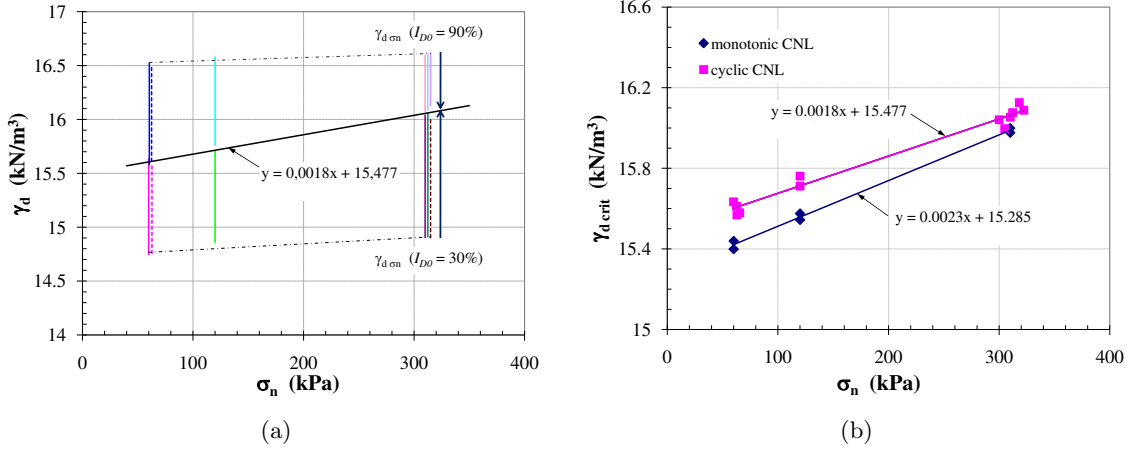 17
16.5
16
15.5
15
14.5
14
0
100
200
300
400
γd (kN/m³)
σn (kPa)
γd σn (ID0 = 90%)
y = 0,0018x + 15,477
γd σn (ID0 = 30%)
(a)
16.6
16.2
15.8
15.4
15
0
100
200
300
400
γd crit (kN/m³)
σn (kPa)
monotonic CNL
cyclic CNL
y = 0.0018x + 15.477
y = 0.0023x + 15.285
(b)